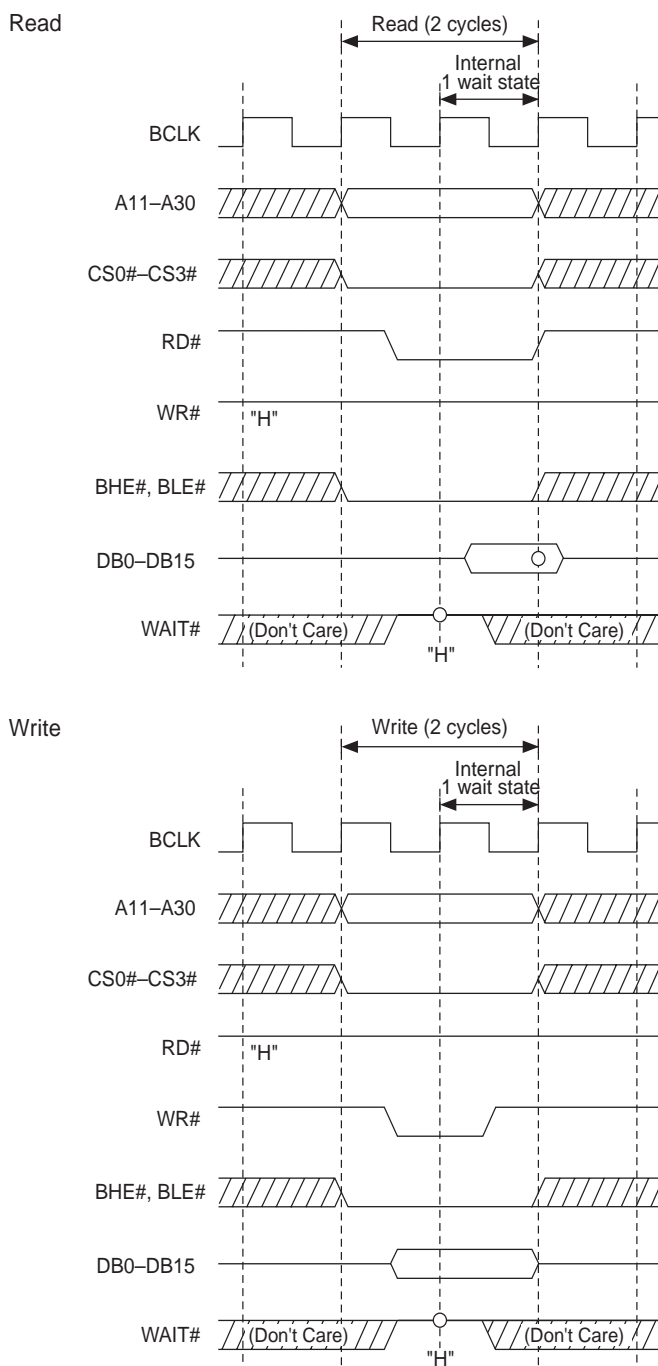 Read
Read (2 cycles)
Internal
1 wait state
BCLK
A11–A30
CS0#–CS3#
RD#
WR#
"H"
BHE#, BLE#
DB0–DB15
WAIT#
(Don't Care)
(Don't Care)
"H"
Write
Write (2 cycles)
Internal
1 wait state
BCLK
A11–A30
CS0#–CS3#
RD#
"H"
WR#
BHE#, BLE#
DB0–DB15
WAIT#
(Don't Care)
(Don't Care)
"H"